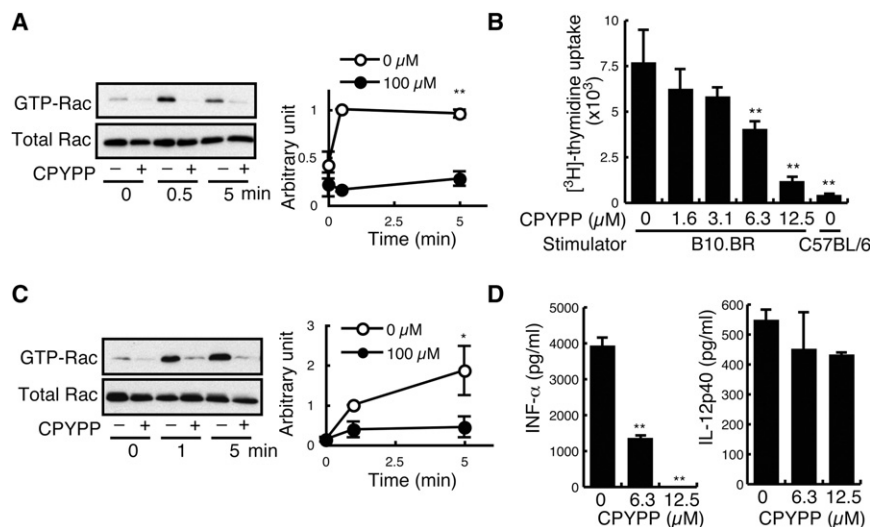 A
GTP-Rac
Total Rac
CPYPP − + − + − +
0 0.5 5 min
0 µM
100 µM
**
Arbitrary unit
1
0.5
0
0 2.5 5
Time (min)
B
[³H]-thymidine uptake
(x10³)
10
7.5
5
2.5
0
**
**
**
CPYPP (µM) 0 1.6 3.1 6.3 12.5 0
Stimulator B10.BR C57BL/6
C
GTP-Rac
Total Rac
CPYPP − + − + − +
0 1 5 min
0 µM
100 µM
*
Arbitrary unit
3
2
1
0
0 2.5 5
Time (min)
D
INF-α (pg/ml)
5000
4000
3000
2000
1000
0
**
**
0 6.3 12.5
CPYPP (µM)
IL-12p40 (pg/ml)
600
500
400
300
200
100
0
0 6.3 12.5
CPYPP (µM)